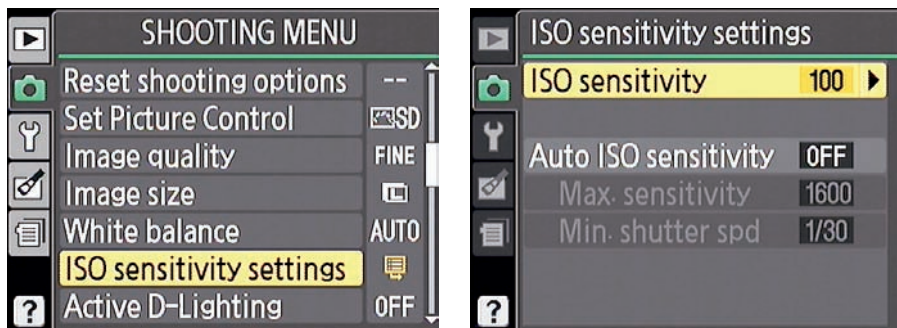 SHOOTING MENU
Reset shooting options --
Set Picture Control SD
Image quality FINE
Image size L
White balance AUTO
ISO sensitivity settings
Active D-Lighting OFF
?
ISO sensitivity settings
ISO sensitivity 100
Auto ISO sensitivity OFF
Max. sensitivity 1600
Min. shutter spd 1/30
?